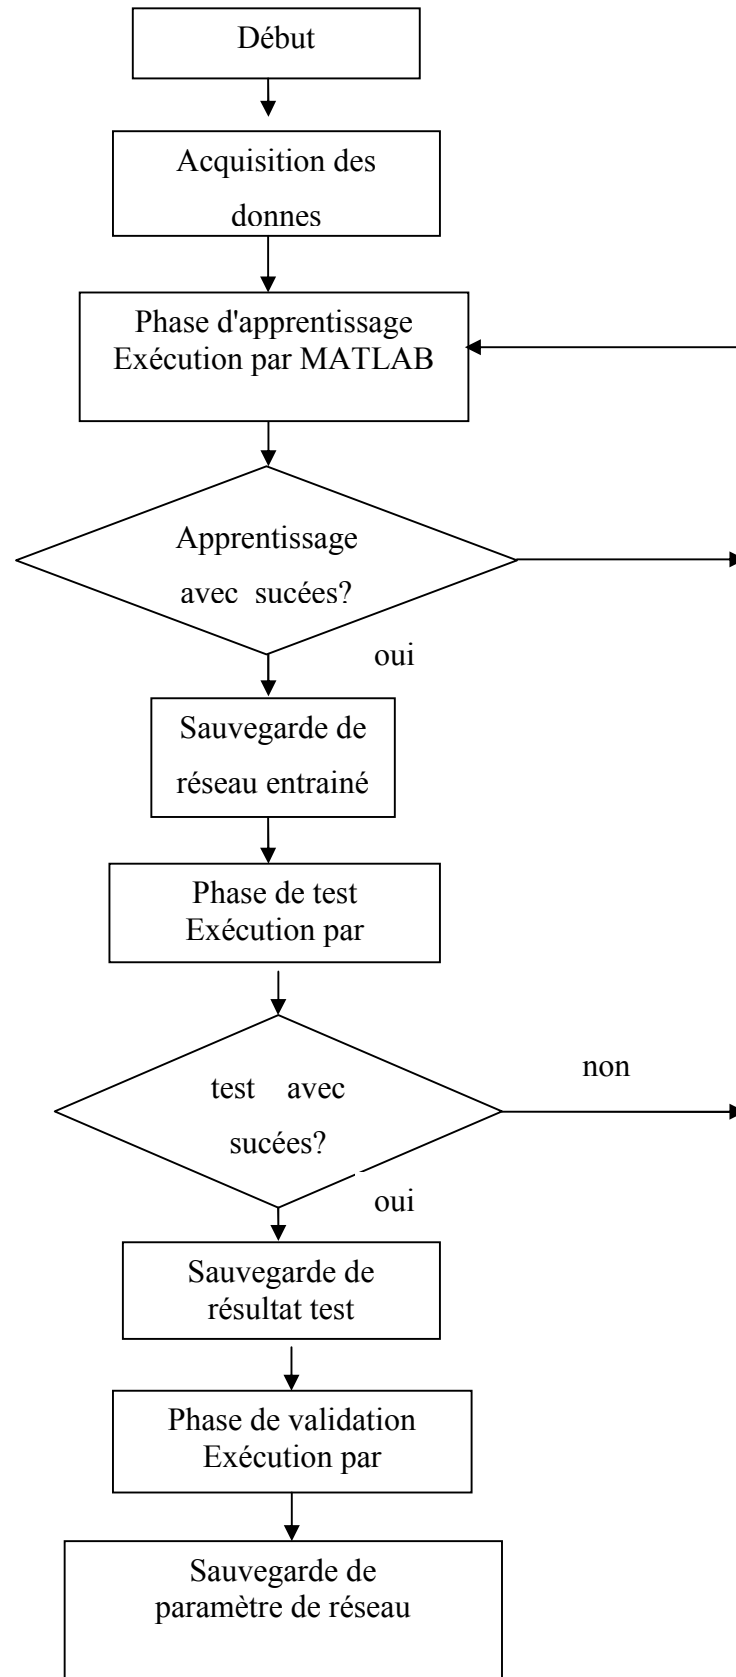 Début
Acquisition des
donnes
Phase d'apprentissage
Exécution par MATLAB
Apprentissage
avec sucées?
oui
Sauvegarde de
réseau entrainé
Phase de test
Exécution par
non
test avec
sucées?
oui
Sauvegarde de
résultat test
Phase de validation
Exécution par
Sauvegarde de
paramètre de réseau